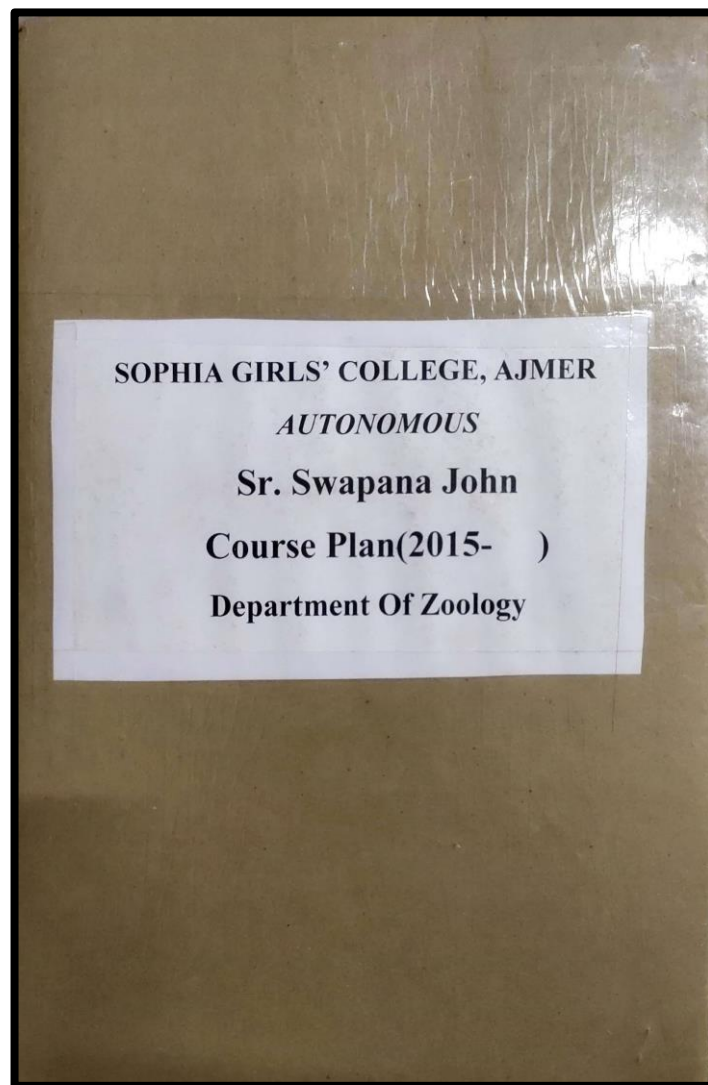 SOPHIA GIRLS’ COLLEGE, AJMER
AUTONOMOUS
Sr. Swapana John
Course Plan(2015-    )
Department Of Zoology